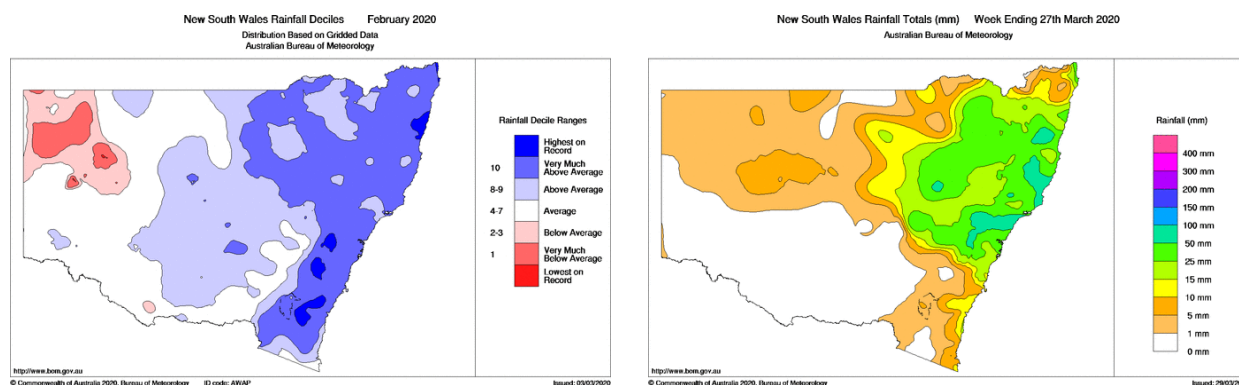 New South Wales Rainfall Deciles February 2020
Distribution Based on Gridded Data
Australian Bureau of Meteorology
Rainfall Decile Ranges
Highest on
Record
10
Very Much
Above Average
8-9
Above Average
4-7
Average
2-3
Below Average
1
Very Much
Below Average
Lowest on
Record
http://www.bom.gov.au
© Commonwealth of Australia 2020, Bureau of Meteorology ID code: AWAP Issued: 03/03/2020
New South Wales Rainfall Totals (mm) Week Ending 27th March 2020
Australian Bureau of Meteorology
Rainfall (mm)
400 mm
300 mm
200 mm
150 mm
100 mm
50 mm
25 mm
15 mm
10 mm
5 mm
1 mm
0 mm
http://www.bom.gov.au
© Commonwealth of Australia 2020, Bureau of Meteorology Issued: 29/03/20